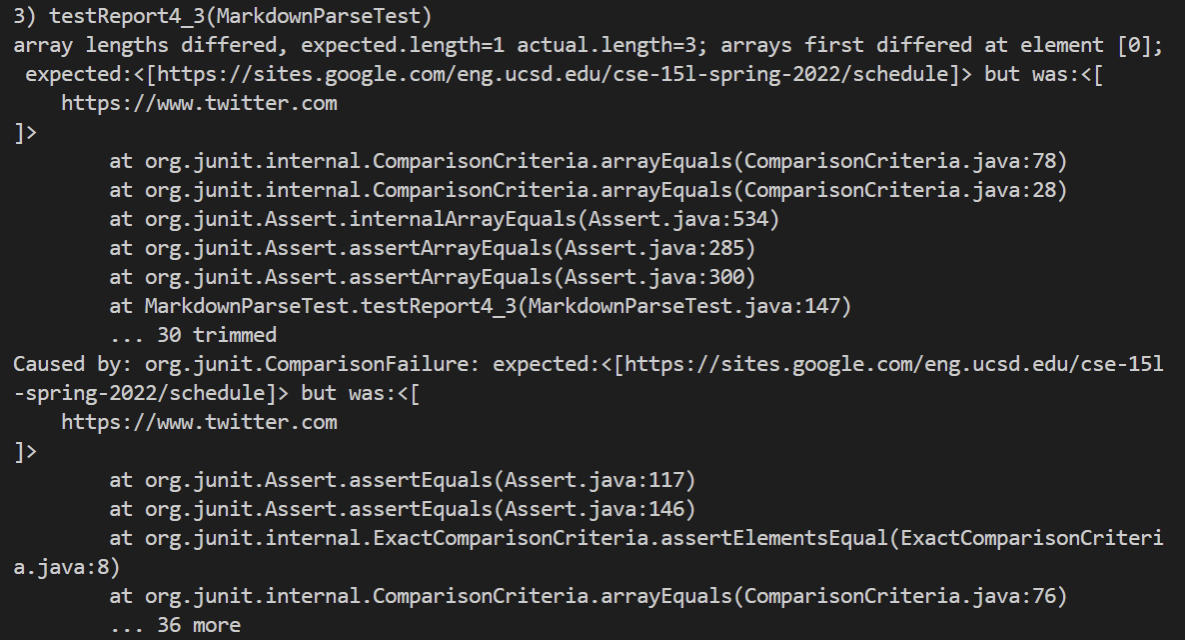 3) testReport4_3(MarkdownParseTest)
array lengths differed, expected.length=1 actual.length=3; arrays first differed at element [0];
 expected:<[https://sites.google.com/eng.ucsd.edu/cse-15l-spring-2022/schedule]> but was:<[
    https://www.twitter.com
]>
        at org.junit.internal.ComparisonCriteria.arrayEquals(ComparisonCriteria.java:78)
        at org.junit.internal.ComparisonCriteria.arrayEquals(ComparisonCriteria.java:28)
        at org.junit.Assert.internalArrayEquals(Assert.java:534)
        at org.junit.Assert.assertArrayEquals(Assert.java:285)
        at org.junit.Assert.assertArrayEquals(Assert.java:300)
        at MarkdownParseTest.testReport4_3(MarkdownParseTest.java:147)
        ... 30 trimmed
Caused by: org.junit.ComparisonFailure: expected:<[https://sites.google.com/eng.ucsd.edu/cse-15l
-spring-2022/schedule]> but was:<[
    https://www.twitter.com
]>
        at org.junit.Assert.assertEquals(Assert.java:117)
        at org.junit.Assert.assertEquals(Assert.java:146)
        at org.junit.internal.ExactComparisonCriteria.assertElementsEqual(ExactComparisonCriteri
a.java:8)
        at org.junit.internal.ComparisonCriteria.arrayEquals(ComparisonCriteria.java:76)
        ... 36 more